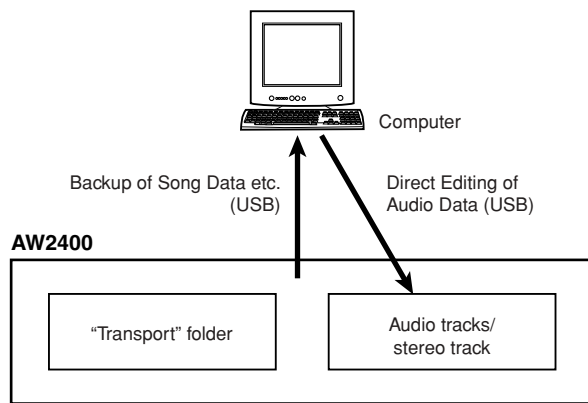 Computer
Backup of Song Data etc.
(USB)
Direct Editing of
Audio Data (USB)
AW2400
“Transport” folder
Audio tracks/
stereo track